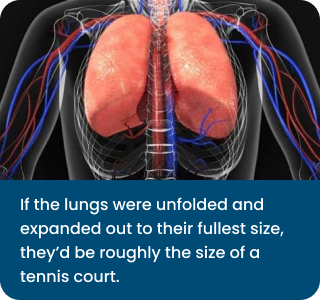 If the lungs were unfolded and
expanded out to their fullest size,
they’d be roughly the size of a
tennis court.